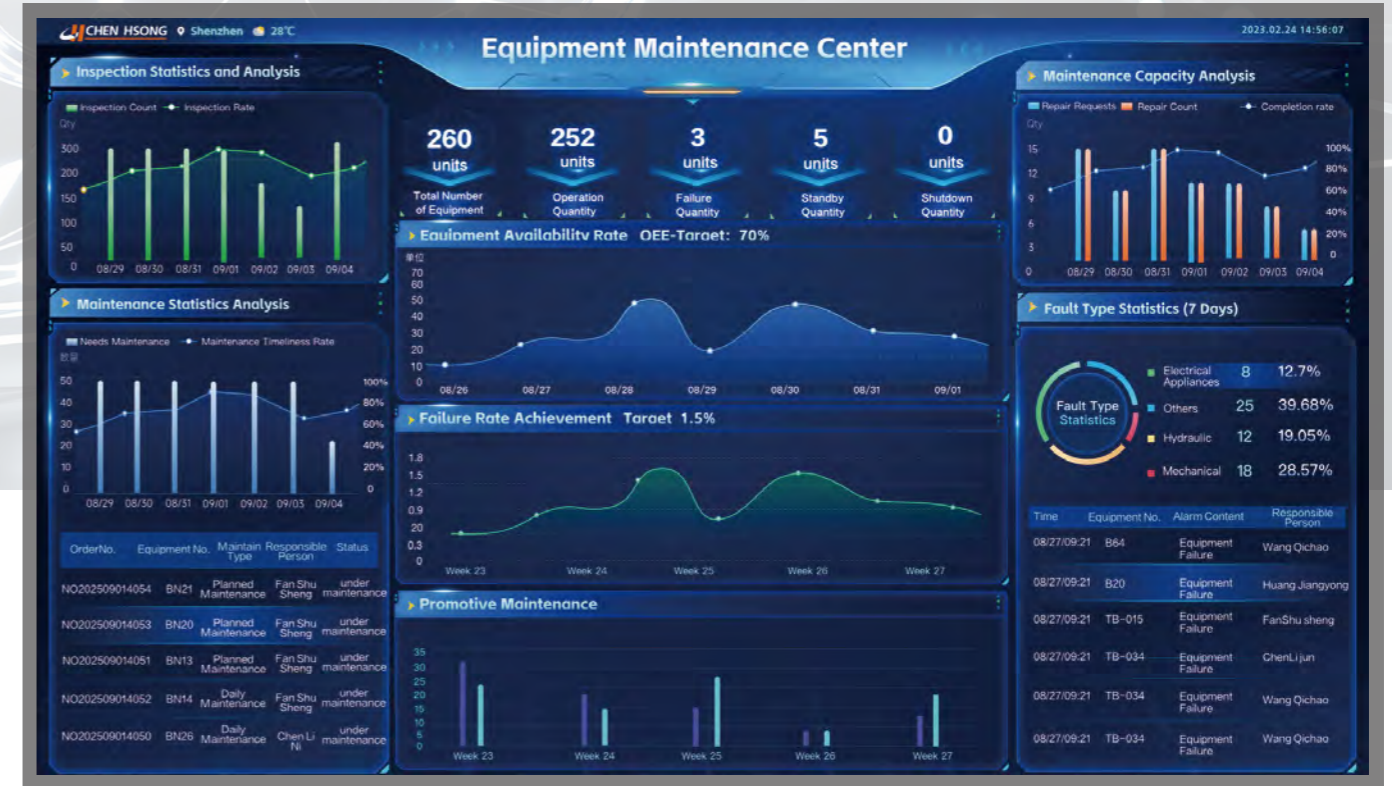 CHEN HSONG Shenzhen 28℃
Equipment Maintenance Center
2023.02.24 14:56:07
Inspection Statistics and Analysis
Inspection Count Inspection Rate
Qty
300
200
150
100
50
0
08/29 08/30 08/31 09/01 09/02 09/03 09/04
Maintenance Statistics Analysis
Needs Maintenance Maintenance Timeliness Rate
数量
50 100%
40 80%
30 60%
20 40%
10 20%
0 0
08/29 08/30 08/31 09/01 09/02 09/03 09/04
OrderNo. Equipment No. Maintain Responsible Status
Type Person
NO202509014054 BN21 Planned Fan Shu under
Maintenance Sheng maintenance
NO202509014053 BN20 Planned Fan Shu under
Maintenance Sheng maintenance
NO202509014051 BN13 Planned Fan Shu under
Maintenance Sheng maintenance
NO202509014052 BN14 Daily Fan Shu under
Maintenance Sheng maintenance
NO202509014050 BN26 Daily Chen Li under
Maintenance Ni maintenance
260 252 3 5 0
units units units units units
Total Number Operation Failure Standby Shutdown
of Equipment Quantity Quantity Quantity Quantity
Equipment Availability Rate OEE-Target: 70%
单位
70
60
50
40
30
20
10
0
08/26 08/27 08/28 08/29 08/30 08/31 09/01
Failure Rate Achievement Target 1.5%
1.8
1.5
1.2
0.9
20
0.3
0
Week 23 Week 24 Week 25 Week 26 Week 27
Promotive Maintenance
35
30
25
20
15
10
5
0
Week 23 Week 24 Week 25 Week 26 Week 27
Maintenance Capacity Analysis
Repair Requests Repair Count Completion rate
Qty
15 100%
12 80%
9 60%
6 40%
3 20%
0 0
08/29 08/30 08/31 09/01 09/02 09/03 09/04
Fault Type Statistics (7 Days)
Fault Type
Statistics
Electrical 8 12.7%
Appliances
Others 25 39.68%
Hydraulic 12 19.05%
Mechanical 18 28.57%
Time Equipment No. Alarm Content Responsible
Person
08/27/09:21 B64 Equipment Wang Qichao
Failure
08/27/09:21 B20 Equipment Huang Jiangyong
Failure
08/27/09:21 TB-015 Equipment FanShu sheng
Failure
08/27/09:21 TB-034 Equipment ChenLi jun
Failure
08/27/09:21 TB-034 Equipment Wang Qichao
Failure
08/27/09:21 TB-034 Equipment Wang Qichao
Failure